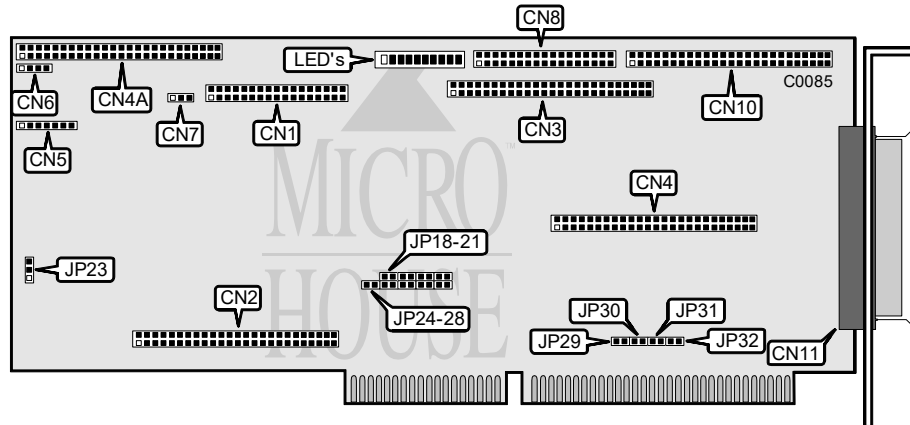 CN8
LED's
C0085
CN6
CN4A
CN7
CN1
CN3
CN10
CN5
MICRO™
HOUSE
CN4
JP18-21
JP23
CN2
JP24-28
JP30
JP31
JP29
JP32
CN11